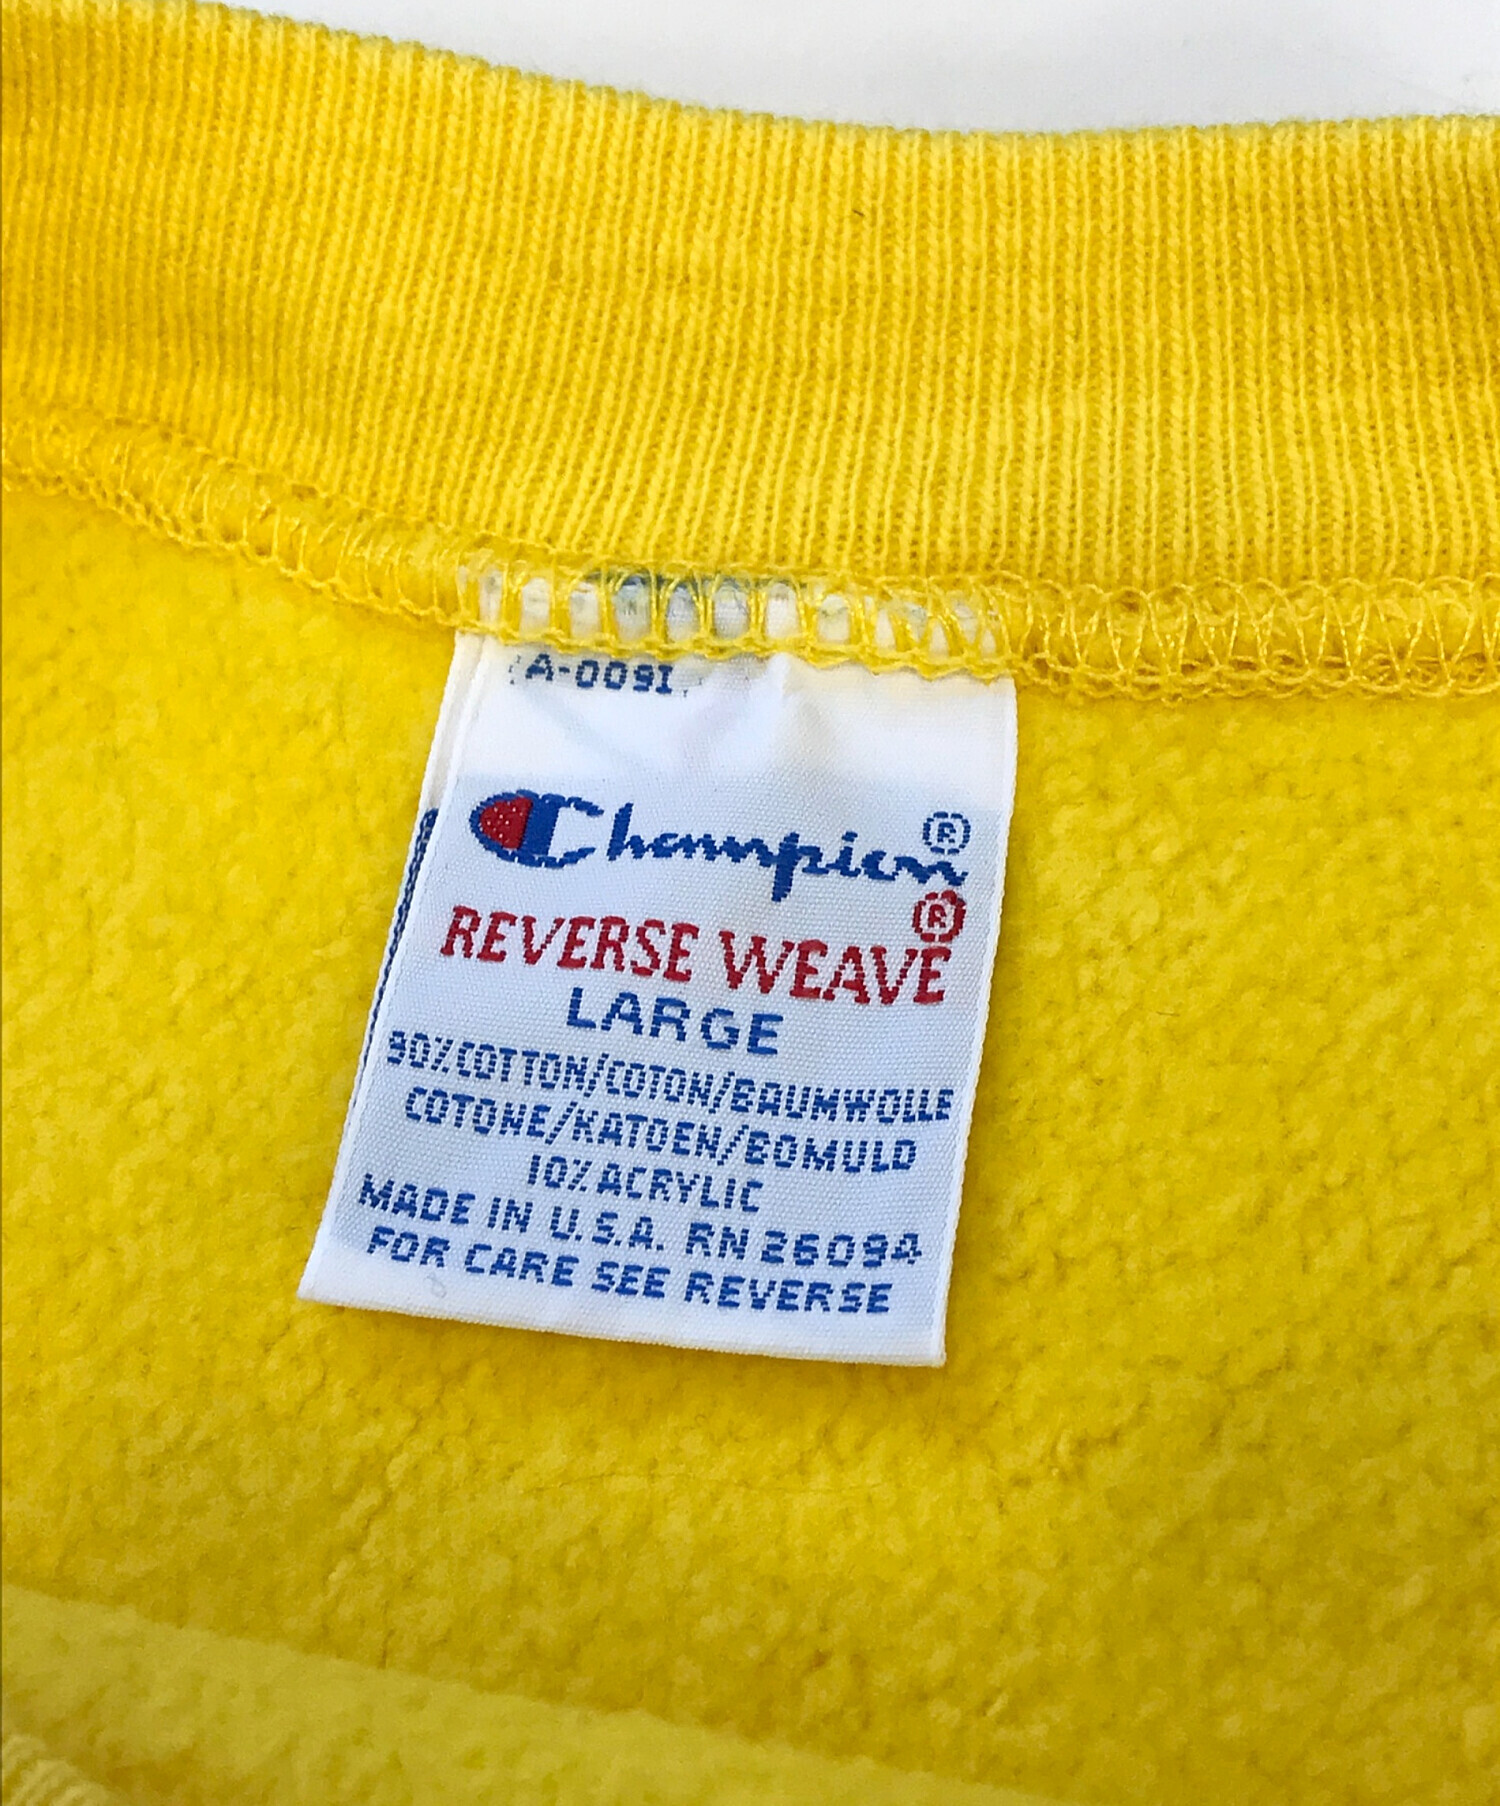 A-0091
Champion®
REVERSE WEAVE®
LARGE
90% COTTON/COTON/BAUMWOLLE
COTONE/KATOEN/BOMULD
10% ACRYLIC
MADE IN U.S.A. RN 26094
FOR CARE SEE REVERSE